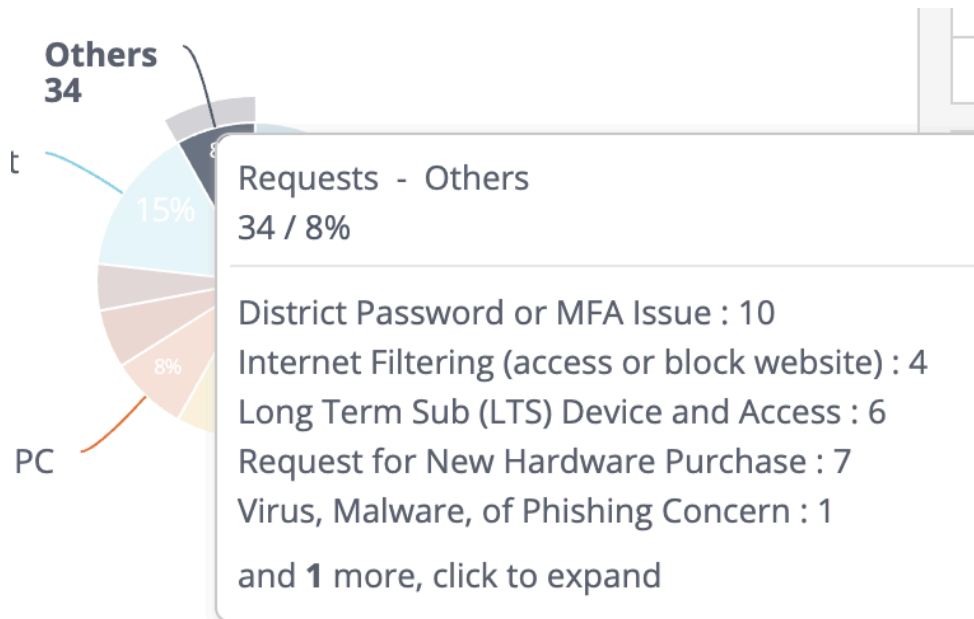 Others
34
t
15%
8%
PC
Requests - Others
34 / 8%
District Password or MFA Issue : 10
Internet Filtering (access or block website) : 4
Long Term Sub (LTS) Device and Access : 6
Request for New Hardware Purchase : 7
Virus, Malware, of Phishing Concern : 1
and 1 more, click to expand